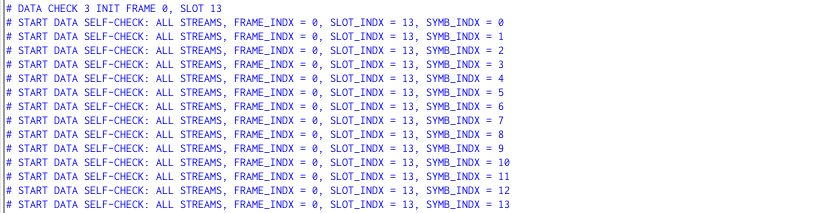 # DATA CHECK 3 INIT FRAME 0, SLOT 13
# START DATA SELF-CHECK: ALL STREAMS, FRAME_INDX = 0, SLOT_INDX = 13, SYMB_INDX = 0
# START DATA SELF-CHECK: ALL STREAMS, FRAME_INDX = 0, SLOT_INDX = 13, SYMB_INDX = 1
# START DATA SELF-CHECK: ALL STREAMS, FRAME_INDX = 0, SLOT_INDX = 13, SYMB_INDX = 2
# START DATA SELF-CHECK: ALL STREAMS, FRAME_INDX = 0, SLOT_INDX = 13, SYMB_INDX = 3
# START DATA SELF-CHECK: ALL STREAMS, FRAME_INDX = 0, SLOT_INDX = 13, SYMB_INDX = 4
# START DATA SELF-CHECK: ALL STREAMS, FRAME_INDX = 0, SLOT_INDX = 13, SYMB_INDX = 5
# START DATA SELF-CHECK: ALL STREAMS, FRAME_INDX = 0, SLOT_INDX = 13, SYMB_INDX = 6
# START DATA SELF-CHECK: ALL STREAMS, FRAME_INDX = 0, SLOT_INDX = 13, SYMB_INDX = 7
# START DATA SELF-CHECK: ALL STREAMS, FRAME_INDX = 0, SLOT_INDX = 13, SYMB_INDX = 8
# START DATA SELF-CHECK: ALL STREAMS, FRAME_INDX = 0, SLOT_INDX = 13, SYMB_INDX = 9
# START DATA SELF-CHECK: ALL STREAMS, FRAME_INDX = 0, SLOT_INDX = 13, SYMB_INDX = 10
# START DATA SELF-CHECK: ALL STREAMS, FRAME_INDX = 0, SLOT_INDX = 13, SYMB_INDX = 11
# START DATA SELF-CHECK: ALL STREAMS, FRAME_INDX = 0, SLOT_INDX = 13, SYMB_INDX = 12
# START DATA SELF-CHECK: ALL STREAMS, FRAME_INDX = 0, SLOT_INDX = 13, SYMB_INDX = 13